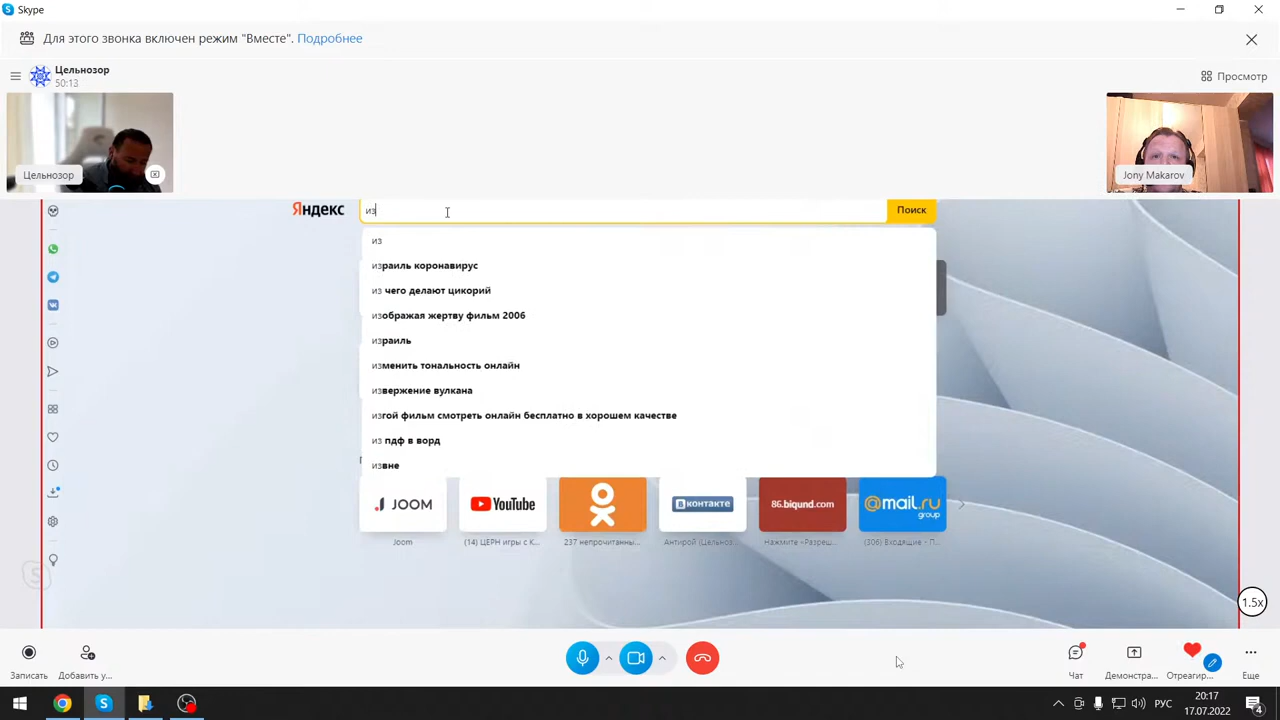 Skype
Для этого звонка включен режим "Вместе". Подробнее
Цельнозор
50:13
Просмотр
Цельнозор
Jony Makarov
Яндекс
из
Поиск
из
израиль коронавирус
из чего делают цикорий
изображая жертву фильм 2006
израиль
изменить тональность онлайн
извержение вулкана
изгой фильм смотреть онлайн бесплатно в хорошем качестве
из пдф в ворд
извне
JOOM
YouTube
вконтакте
86.biqund.com
@mail.ru
group
Joom
(14) ЦЕРН игры с К...
237 непрочитанны...
Антирой (Цельноз...
Нажмите «Разреш...
(306) Входящие - П...
1.5x
Записать
Добавить у...
Чат
Демонстра...
Отреагир...
Еще
РУС
20:17
17.07.2022
4